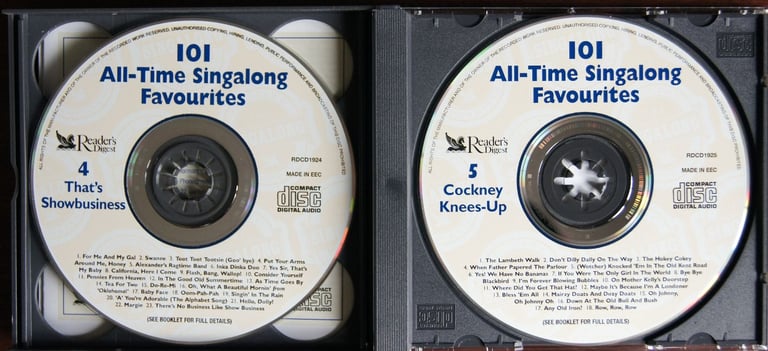 101
All-Time Singalong
Favourites
Reader's
Digest
4
That's
Showbusiness
RDCD1924
MADE IN EEC
COMPACT
disc
DIGITAL AUDIO
1. For Me And My Gal 2. Swanee 3. Toot Toot Tootsie (Goo' bye) 4. Put Your Arms
Around Me, Honey 5. Alexander's Ragtime Band 6. Inka Dinka Doo 7. Yes Sir, That's
My Baby 8. California, Here I Come 9. Flash, Bang, Wallop! 10. Consider Yourself
11. Pennies From Heaven 12. In The Good Old Summertime 13. As Time Goes By
14. Tea For Two 15. Do-Re-Mi 16. Oh, What A Beautiful Mornin' from
'Oklahoma!' 17. Baby Face 18. Oom-Pah-Pah 19. Singin' In The Rain
20. 'A' You're Adorable (The Alphabet Song) 21. Hello, Dolly!
22. Margie 23. There's No Business Like Show Business
(SEE BOOKLET FOR FULL DETAILS)
101
All-Time Singalong
Favourites
Reader's
Digest
5
Cockney
Knees-Up
RDCD1925
MADE IN EEC
COMPACT
disc
DIGITAL AUDIO
1. The Lambeth Walk 2. Don't Dilly Dally On The Way 3. The Hokey Cokey
4. When Father Papered The Parlour 5. (Wotcher) Knocked 'Em In The Old Kent Road
6. Yes! We Have No Bananas 7. If You Were The Only Girl In The World 8. Bye Bye
Blackbird 9. I'm Forever Blowing Bubbles 10. On Mother Kelly's Doorstep
11. Where Did You Get That Hat? 12. Maybe It's Because I'm A Londoner
13. Bless 'Em All 14. Mairzy Doats And Dozy Doats 15. Oh Johnny,
Oh Johnny Oh 16. Down At The Old Bull And Bush
17. Any Old Iron? 18. Row, Row, Row
(SEE BOOKLET FOR FULL DETAILS)